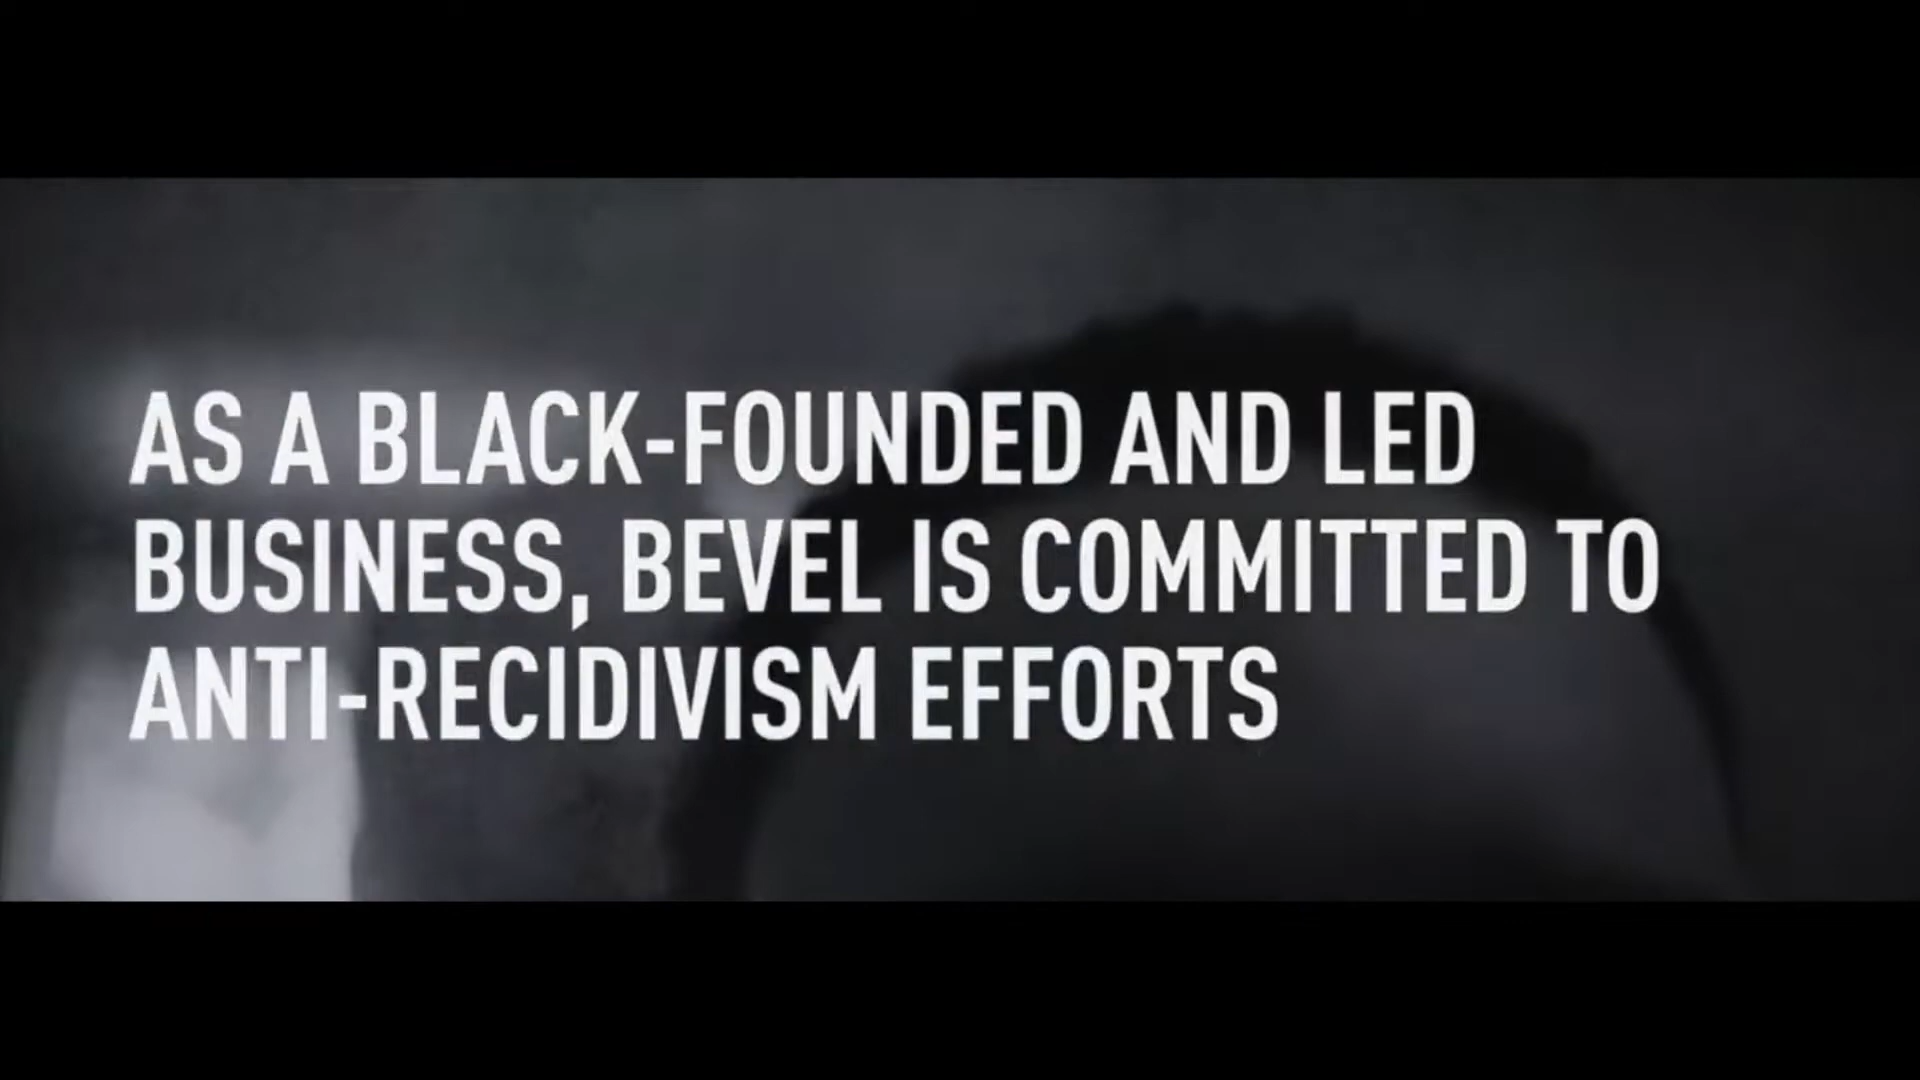 AS A BLACK-FOUNDED AND LED
BUSINESS, BEVEL IS COMMITTED TO
ANTI-RECIDIVISM EFFORTS